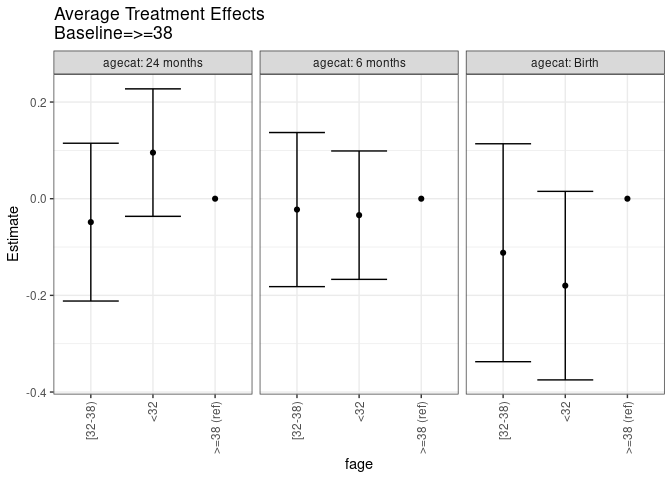 Average Treatment Effects
Baseline=>=38
agecat: 24 months
agecat: 6 months
agecat: Birth
Estimate
0.2
0.0
-0.2
-0.4
[32-38)
<32
>=38 (ref)
[32-38)
<32
>=38 (ref)
[32-38)
<32
>=38 (ref)
fage